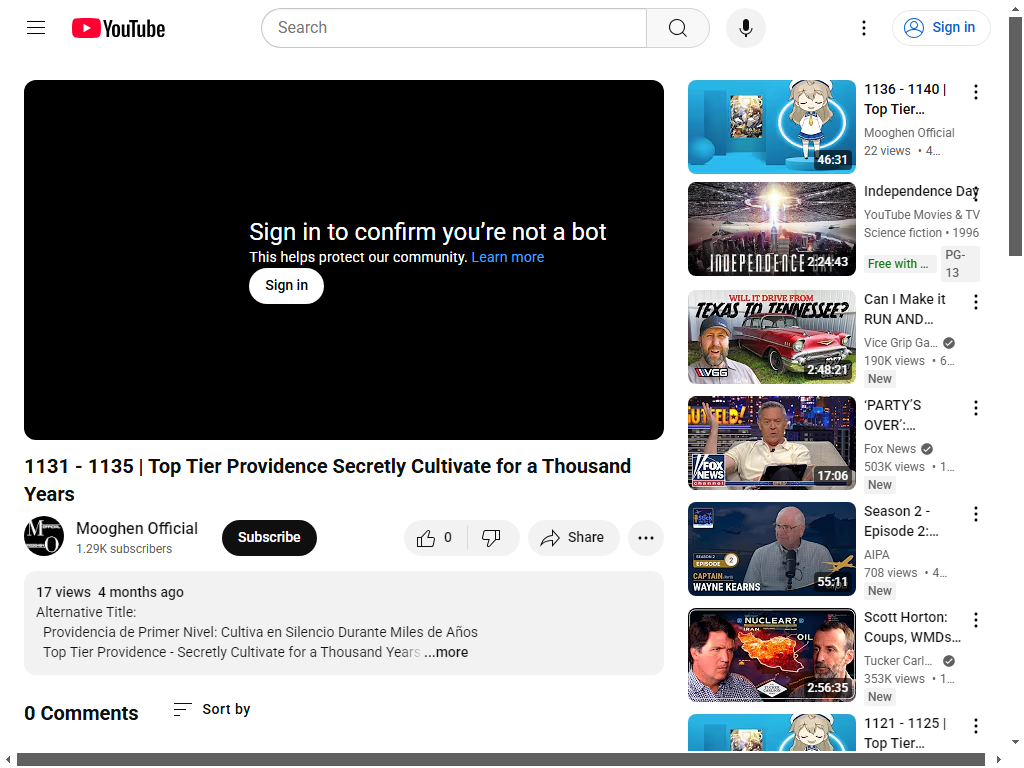 YouTube
Search
Sign in
Sign in to confirm you're not a bot
This helps protect our community. Learn more
Sign in
1131 - 1135 | Top Tier Providence Secretly Cultivate for a Thousand
Years
Mooghen Official
1.29K subscribers
Subscribe
0
Share
17 views 4 months ago
Alternative Title:
Providencia de Primer Nivel: Cultiva en Silencio Durante Miles de Años
Top Tier Providence - Secretly Cultivate for a Thousand Years ...more
0 Comments
Sort by
46:31
1136 - 1140 |
Top Tier…
Mooghen Official
22 views • 4…
INDEPENDENCE DAY
2:24:43
Independence Day
YouTube Movies & TV
Science fiction • 1996
Free with ...
PG-
13
WILL IT DRIVE FROM
TEXAS TO TENNESSEE?
VGG
2:48:21
Can I Make it
RUN AND…
Vice Grip Ga…
190K views • 6…
New
GUTFELD!
FOX
NEWS
channel
17:06
‘PARTY’S
OVER’:…
Fox News
503K views • 1…
New
SEASON 2
EPISODE 2
CAPTAIN
WAYNE KEARNS
55:11
Season 2 -
Episode 2:…
AIPA
708 views • 4…
New
NUCLEAR?
IRAN
OIL
2:56:35
Scott Horton:
Coups, WMDs…
Tucker Carl…
353K views • 1…
New
1121 - 1125 |
Top Tier…